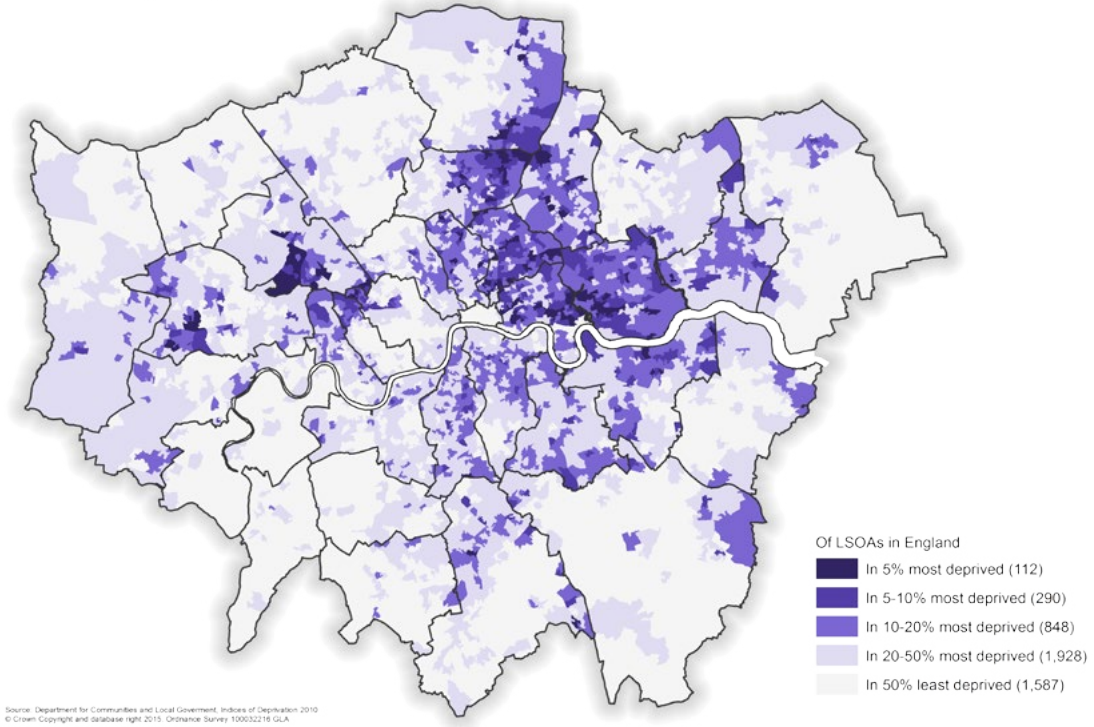 Of LSOAs in England
In 5% most deprived (112)
In 5-10% most deprived (290)
In 10-20% most deprived (848)
In 20-50% most deprived (1,928)
In 50% least deprived (1,587)
Source: Department for Communities and Local Goverment, Indices of Deprivation 2010
© Crown Copyright and database right 2015. Ordnance Survey 100032216 GLA